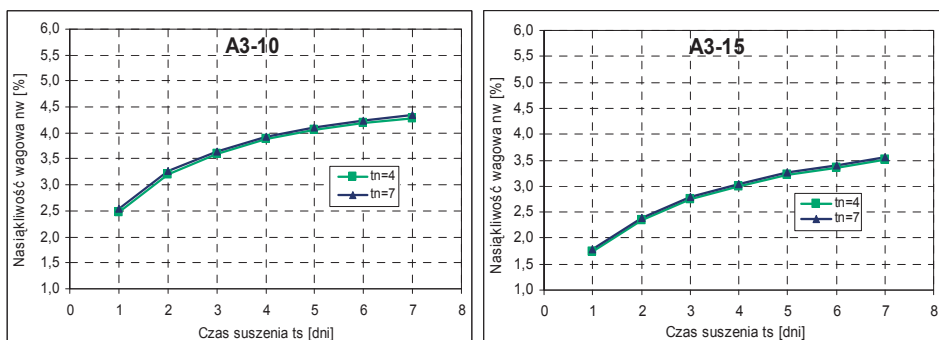 A3-10
Nasiąkliwość wagowa nw [%]
6,0
5,5
5,0
4,5
4,0
3,5
3,0
2,5
2,0
1,5
1,0
0 1 2 3 4 5 6 7 8
tn=4
tn=7
Czas suszenia ts [dni]
A3-15
Nasiąkliwość wagowa nw [%]
6,0
5,5
5,0
4,5
4,0
3,5
3,0
2,5
2,0
1,5
1,0
0 1 2 3 4 5 6 7 8
tn=4
tn=7
Czas suszenia ts [dni]